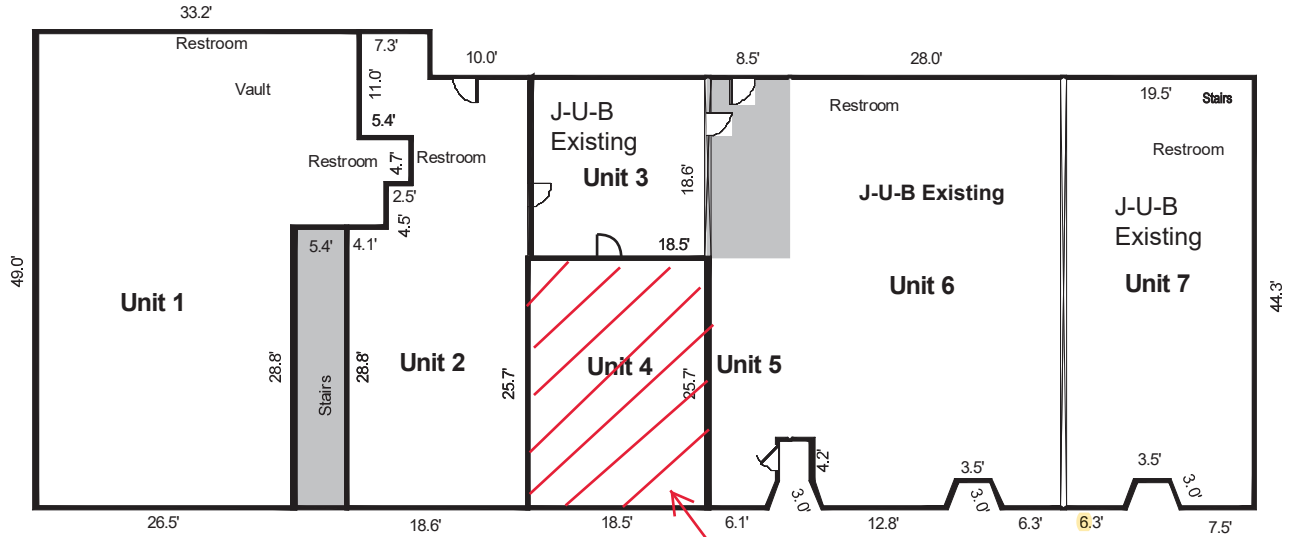 33.2'
Restroom
7.3'
10.0'
8.5'
28.0'
Vault
11.0'
19.5'
Stairs
J-U-B
Existing
Restroom
5.4'
Restroom
4.7'
Restroom
Unit 3
18.6'
Restroom
2.5'
4.5'
J-U-B Existing
J-U-B
Existing
5.4'
4.1'
18.5'
49.0'
Unit 1
Unit 6
Unit 7
44.3'
28.8'
Stairs
28.8'
Unit 2
25.7'
Unit 4
25.7'
Unit 5
4.2'
3.0'
3.5'
3.0'
3.5'
3.0'
26.5'
18.6'
18.5'
6.1'
12.8'
6.3'
6.3'
7.5'